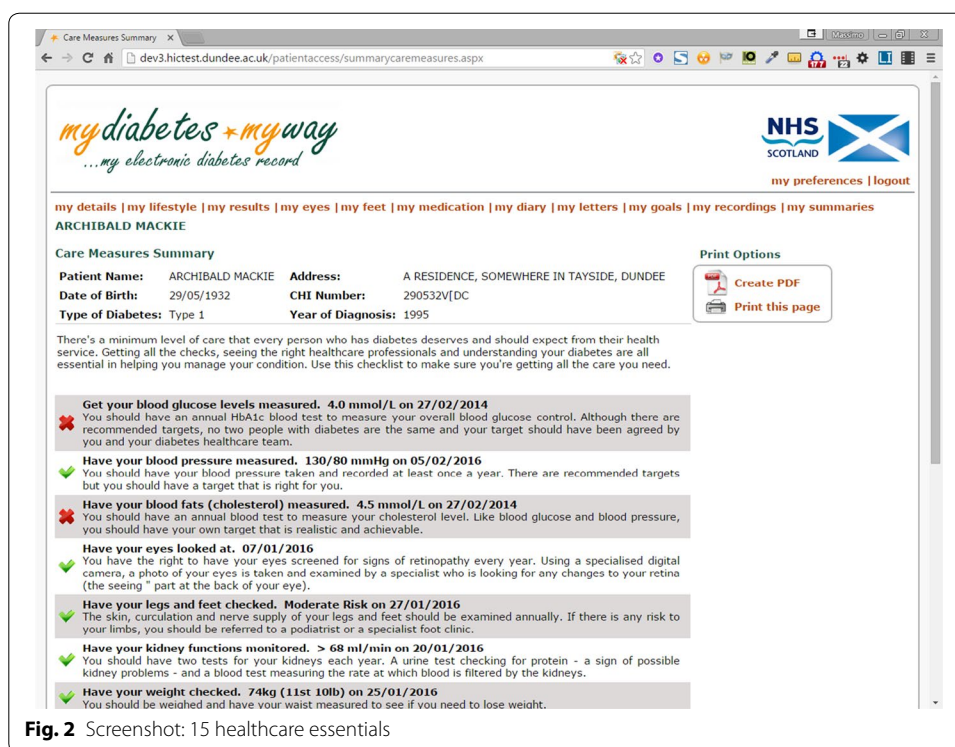 Care Measures Summary
Massimo
dev3.hictest.dundee.ac.uk/patientaccess/summarycaremeasures.aspx
my diabetes my way
...my electronic diabetes record
NHS
SCOTLAND
my preferences | logout
my details | my lifestyle | my results | my eyes | my feet | my medication | my diary | my letters | my goals | my recordings | my summaries
ARCHIBALD MACKIE
Care Measures Summary
Print Options
Patient Name: ARCHIBALD MACKIE Address: A RESIDENCE, SOMEWHERE IN TAYSIDE, DUNDEE
Create PDF
Date of Birth: 29/05/1932 CHI Number: 290532V[DC
Print this page
Type of Diabetes: Type 1 Year of Diagnosis: 1995
There's a minimum level of care that every person who has diabetes deserves and should expect from their health
service. Getting all the checks, seeing the right healthcare professionals and understanding your diabetes are all
essential in helping you manage your condition. Use this checklist to make sure you're getting all the care you need.
Get your blood glucose levels measured. 4.0 mmol/L on 27/02/2014
You should have an annual HbA1c blood test to measure your overall blood glucose control. Although there are
recommended targets, no two people with diabetes are the same and your target should have been agreed by
you and your diabetes healthcare team.
Have your blood pressure measured. 130/80 mmHg on 05/02/2016
You should have your blood pressure taken and recorded at least once a year. There are recommended targets
but you should have a target that is right for you.
Have your blood fats (cholesterol) measured. 4.5 mmol/L on 27/02/2014
You should have an annual blood test to measure your cholesterol level. Like blood glucose and blood pressure,
you should have your own target that is realistic and achievable.
Have your eyes looked at. 07/01/2016
You have the right to have your eyes screened for signs of retinopathy every year. Using a specialised digital
camera, a photo of your eyes is taken and examined by a specialist who is looking for any changes to your retina
(the seeing " part at the back of your eye).
Have your legs and feet checked. Moderate Risk on 27/01/2016
The skin, curculation and nerve supply of your legs and feet should be examined annually. If there is any risk to
your limbs, you should be referred to a podiatrist or a specialist foot clinic.
Have your kidney functions monitored. > 68 ml/min on 20/01/2016
You should have two tests for your kidneys each year. A urine test checking for protein - a sign of possible
kidney problems - and a blood test measuring the rate at which blood is filtered by the kidneys.
Have your weight checked. 74kg (11st 10lb) on 25/01/2016
You should be weighed and have your waist measured to see if you need to lose weight.
Fig. 2 Screenshot: 15 healthcare essentials